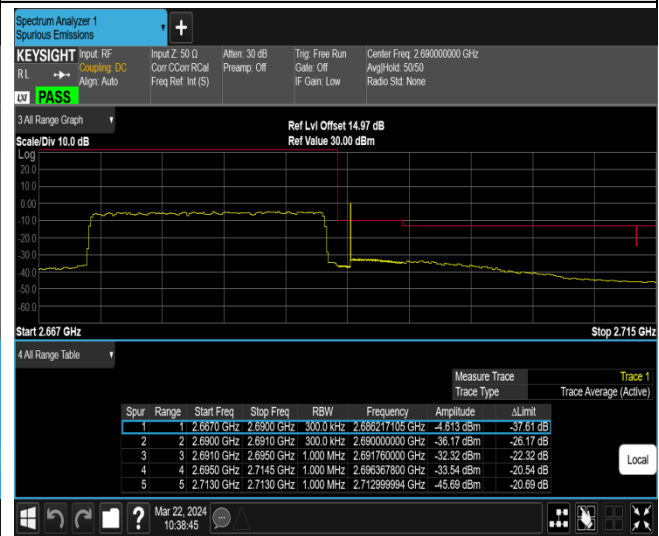 Spectrum Analyzer 1
Spurious Emissions
+
KEYSIGHT Input: RF Input Z: 50 Ω Atten: 30 dB Trig: Free Run Center Freq: 2.690000000 GHz
RL Coupling: DC Corr CCorr RCal Preamp: Off Gate: Off Avg|Hold: 50/50
Align: Auto Freq Ref: Int (S) IF Gain: Low Radio Std: None
LXI PASS
3 All Range Graph
Ref Lvl Offset 14.97 dB
Scale/Div 10.0 dB Ref Value 30.00 dBm
Log
20.0
10.0
0.00
-10.0
-20.0
-30.0
-40.0
-50.0
-60.0
Start 2.667 GHz Stop 2.715 GHz
4 All Range Table
Measure Trace Trace 1
Trace Type Trace Average (Active)
Spur Range Start Freq Stop Freq RBW Frequency Amplitude ΔLimit
1 1 2.6670 GHz 2.6900 GHz 300.0 kHz 2.686217105 GHz -4.613 dBm -37.61 dB
2 2 2.6900 GHz 2.6910 GHz 300.0 kHz 2.690000000 GHz -36.17 dBm -26.17 dB
3 3 2.6910 GHz 2.6950 GHz 1.000 MHz 2.691760000 GHz -32.32 dBm -22.32 dB
4 4 2.6950 GHz 2.7145 GHz 1.000 MHz 2.696367800 GHz -33.54 dBm -20.54 dB
5 5 2.7130 GHz 2.7130 GHz 1.000 MHz 2.712999994 GHz -45.69 dBm -20.69 dB
Local
? Mar 22, 2024
10:38:45